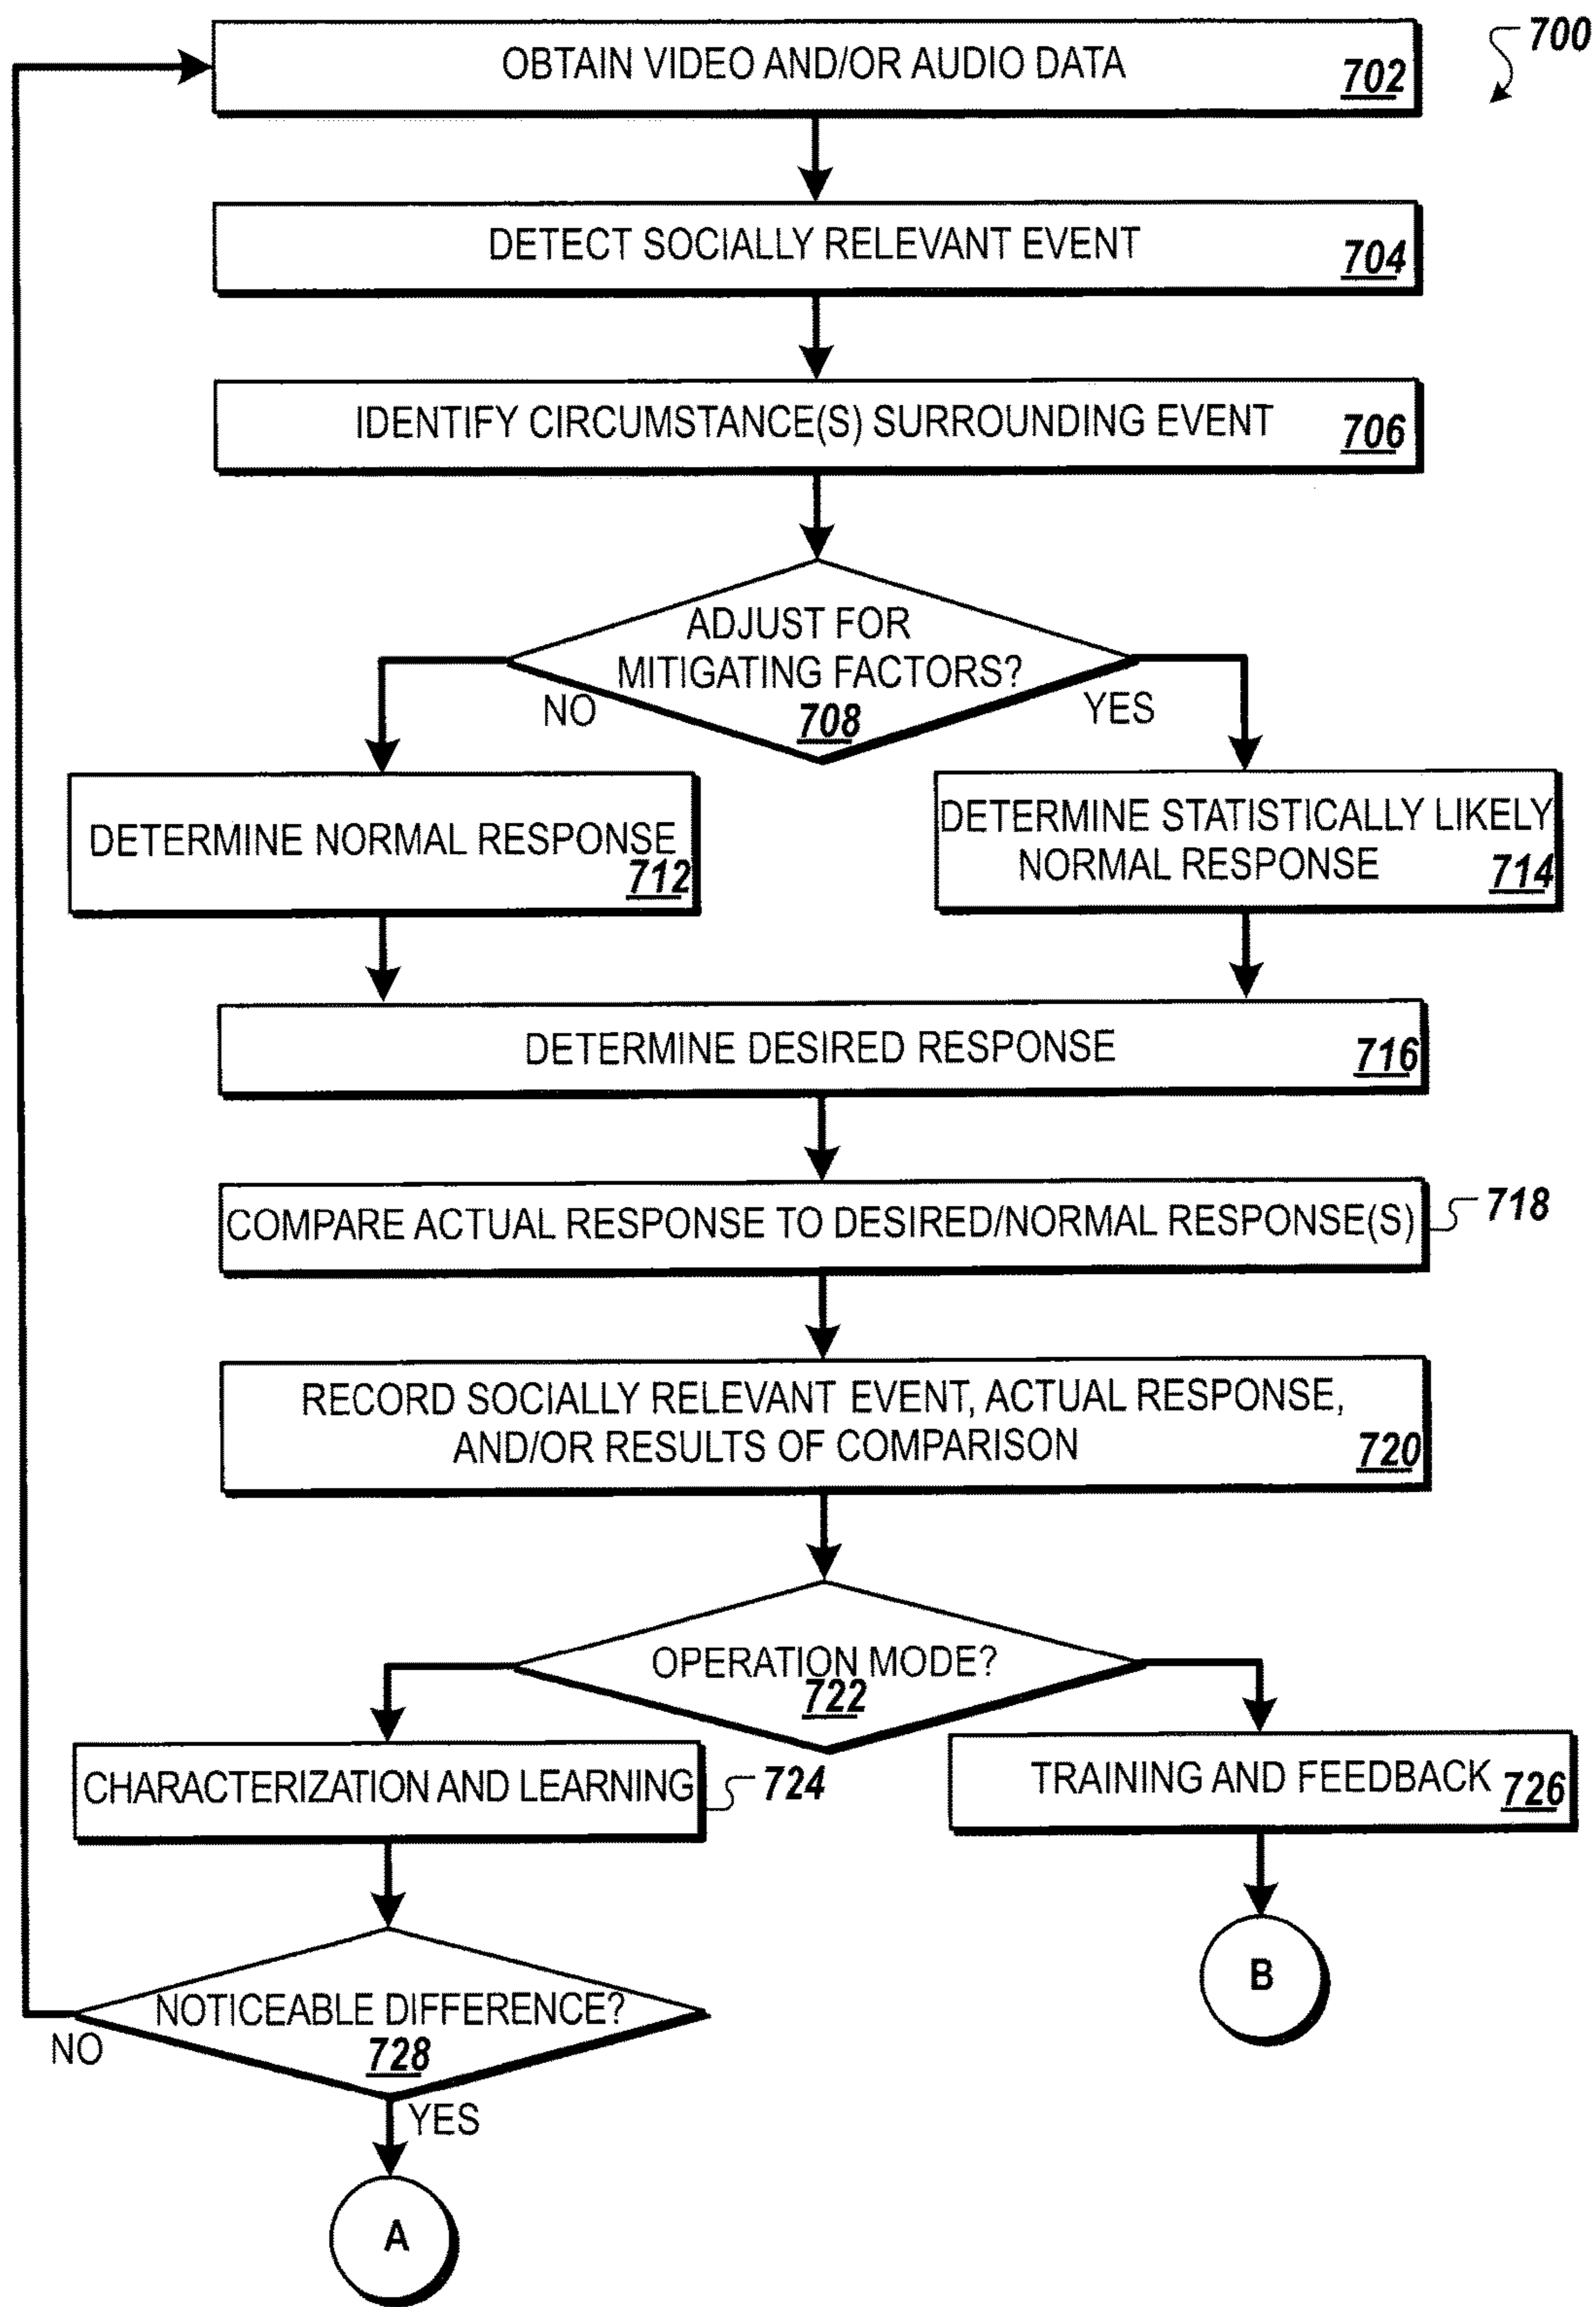 700
OBTAIN VIDEO AND/OR AUDIO DATA
702
DETECT SOCIALLY RELEVANT EVENT
704
IDENTIFY CIRCUMSTANCE(S) SURROUNDING EVENT
706
ADJUST FOR
MITIGATING FACTORS?
708
NO
YES
DETERMINE NORMAL RESPONSE
712
DETERMINE STATISTICALLY LIKELY
NORMAL RESPONSE
714
DETERMINE DESIRED RESPONSE
716
COMPARE ACTUAL RESPONSE TO DESIRED/NORMAL RESPONSE(S)
718
RECORD SOCIALLY RELEVANT EVENT, ACTUAL RESPONSE,
AND/OR RESULTS OF COMPARISON
720
OPERATION MODE?
722
CHARACTERIZATION AND LEARNING
724
TRAINING AND FEEDBACK
726
B
NOTICEABLE DIFFERENCE?
728
NO
YES
A